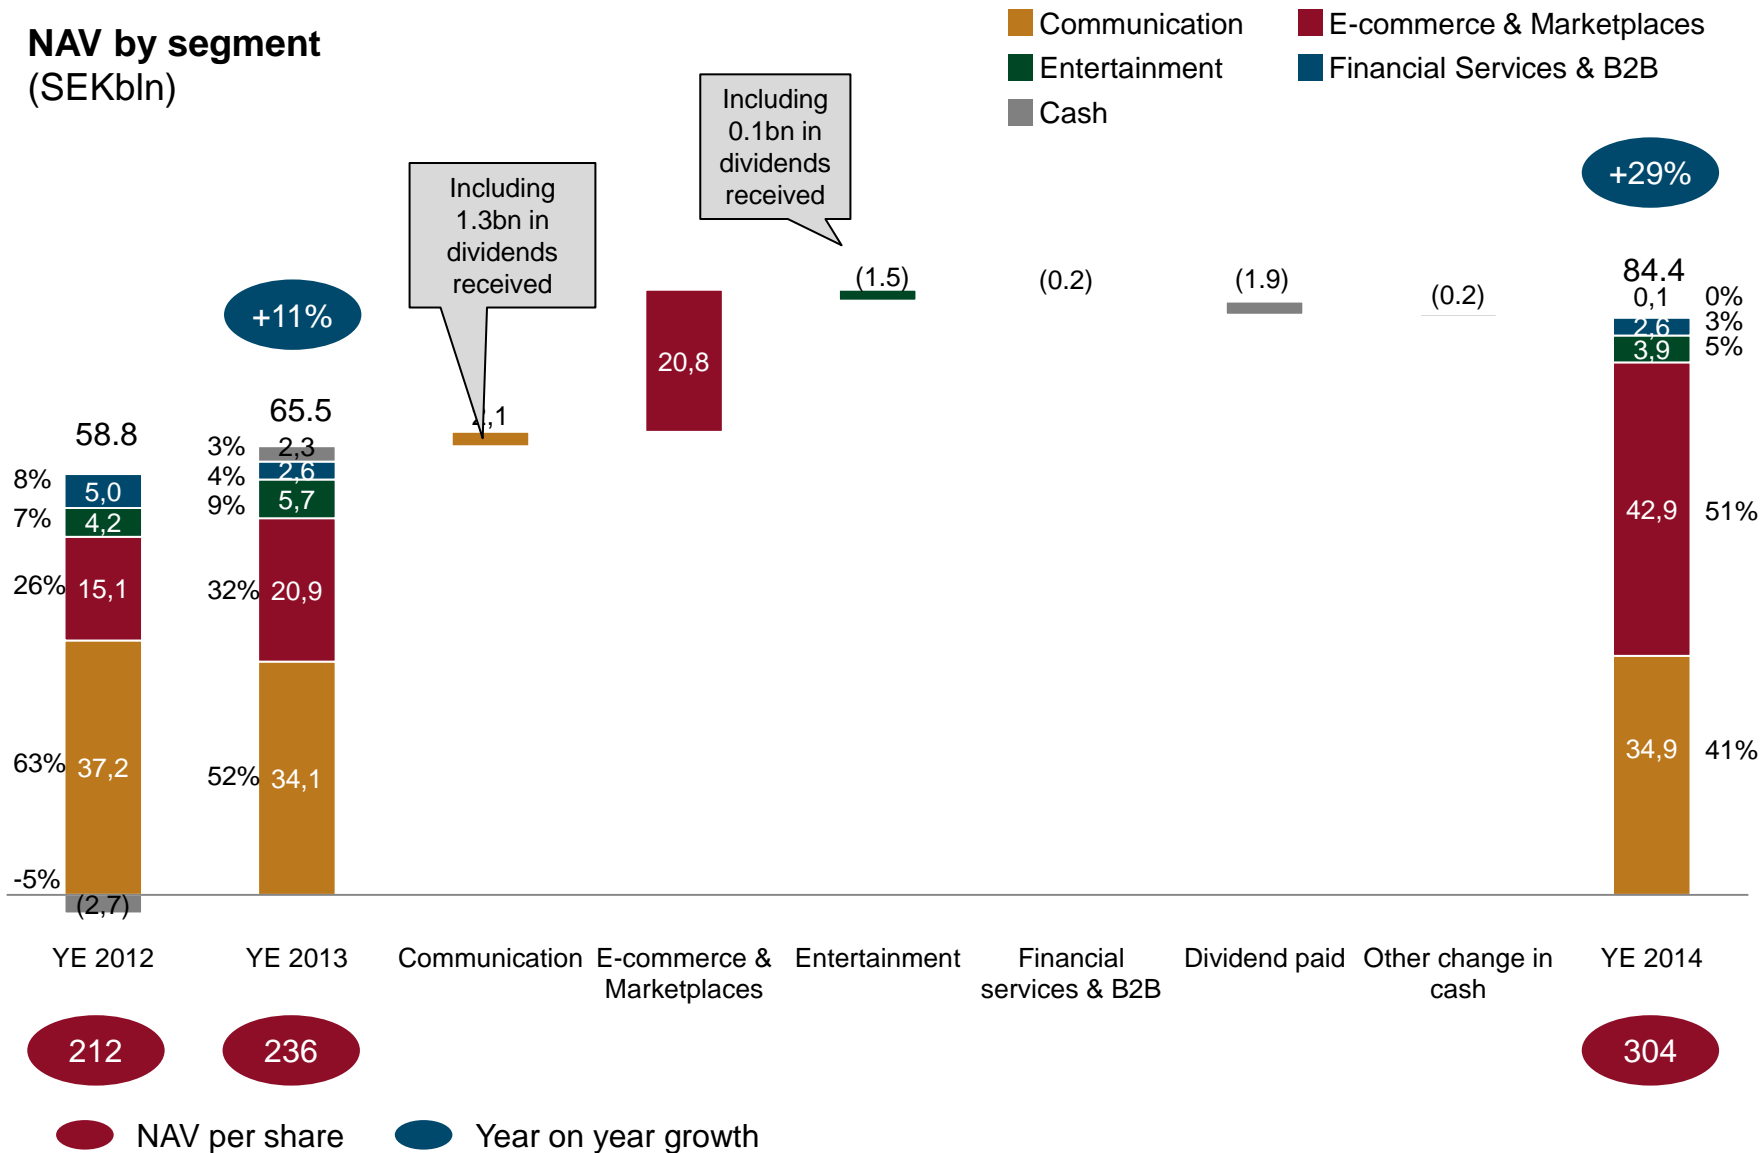 NAV by segment
(SEKbln)
Communication
E-commerce & Marketplaces
Entertainment
Financial Services & B2B
Cash
Including
0.1bn in
dividends
received
Including
1.3bn in
dividends
received
+29%
+11%
58.8
8%
5,0
7%
4,2
26%
15,1
63%
37,2
-5%
(2,7)
65.5
3%
2,3
4%
2,6
9%
5,7
32%
20,9
52%
34,1
,1
20,8
(1.5)
(0.2)
(1.9)
(0.2)
84.4
0,1
0%
2,6
3%
3,9
5%
42,9
51%
34,9
41%
YE 2012
YE 2013
Communication
E-commerce &
Marketplaces
Entertainment
Financial
services & B2B
Dividend paid
Other change in
cash
YE 2014
212
236
304
NAV per share
Year on year growth